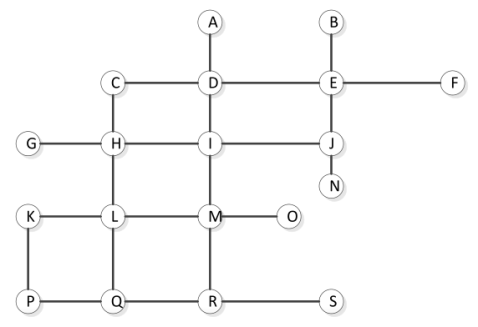 A B
C D E F
G H I J
N
K L M O
P Q R S